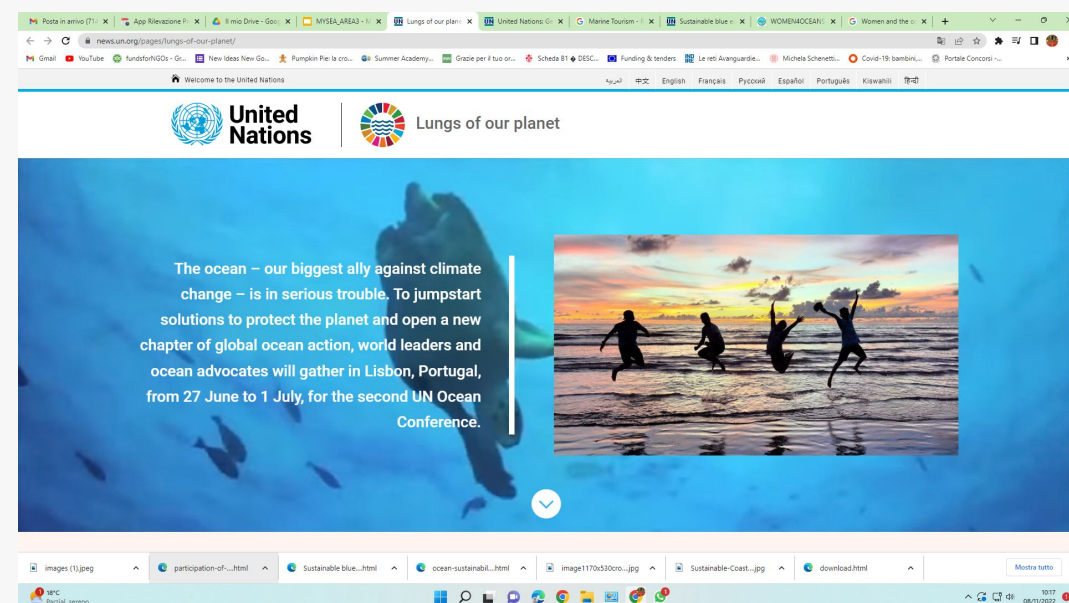 Posta in arrivo (714
App Rilevazione P
Il mio Drive - Goog
MYSEA_AREA3 - M
Lungs of our plane
United Nations: Ge
Marine Tourism -
Sustainable blue e
WOMEN4OCEANS
Women and the o
news.un.org/pages/lungs-of-our-planet/
Gmail
YouTube
fundsforNGOs - Gr...
New Ideas New Go...
Pumpkin Pie: la cro...
Summer Academy...
Grazie per il tuo or...
Scheda B1 � DESC...
Funding & tenders
Le reti Avanguardie...
Michela Schenetti...
Covid-19: bambini,...
Portale Concorsi -...
Welcome to the United Nations
العربية 中文 English Français Русский Español Português Kiswahili हिन्दी
United
Nations
Lungs of our planet
The ocean – our biggest ally against climate
change – is in serious trouble. To jumpstart
solutions to protect the planet and open a new
chapter of global ocean action, world leaders and
ocean advocates will gather in Lisbon, Portugal,
from 27 June to 1 July, for the second UN Ocean
Conference.
images (1).jpeg
participation-of-...html
Sustainable blue...html
ocean-sustainabil...html
image1170x530cro...jpg
Sustainable-Coast...jpg
download.html
Mostra tutto
18°C
Parzial. sereno
10:17
08/11/2022